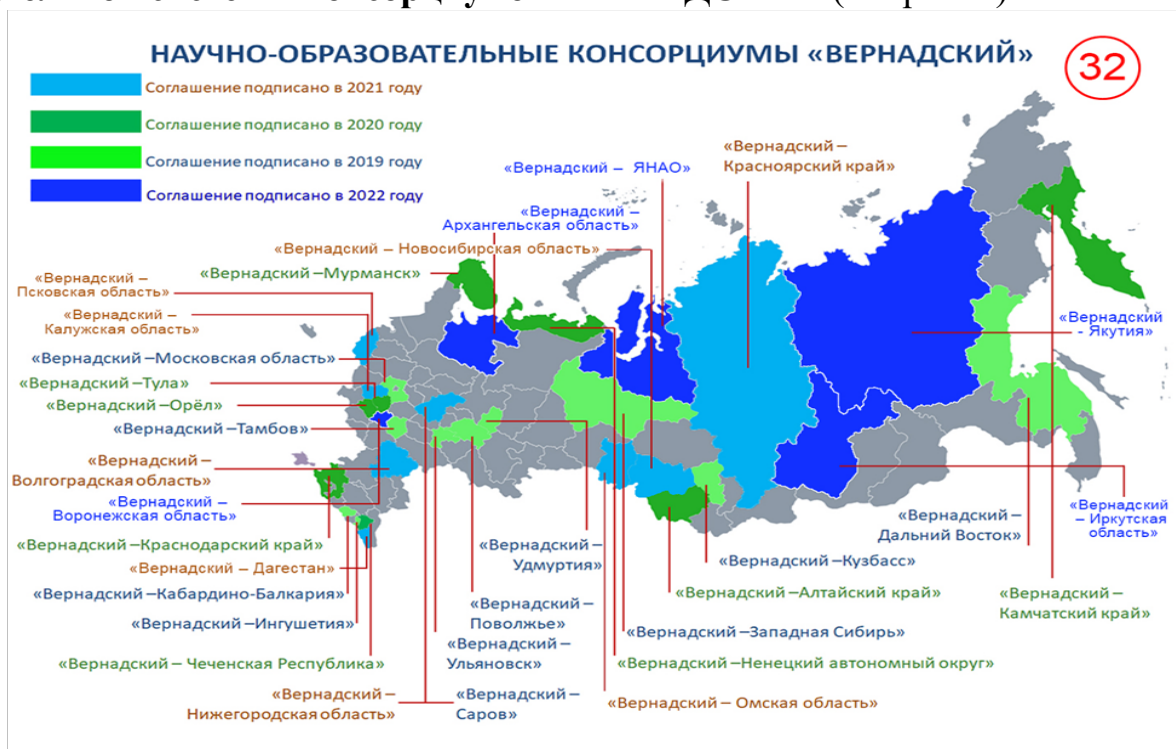 НАУЧНО-ОБРАЗОВАТЕЛЬНЫЕ КОНСОРЦИУМЫ «ВЕРНАДСКИЙ»
32
Соглашение подписано в 2021 году
Соглашение подписано в 2020 году
Соглашение подписано в 2019 году
Соглашение подписано в 2022 году
«Вернадский –
Красноярский край»
«Вернадский – ЯНАО»
«Вернадский –
Архангельская область»
«Вернадский – Новосибирская область»
«Вернадский –Мурманск»
«Вернадский –
Псковская область»
«Вернадский –
Калужская область»
«Вернадский –Московская область»
«Вернадский –Тула»
«Вернадский –Орёл»
«Вернадский –Тамбов»
«Вернадский –
Волгоградская область»
«Вернадский –
Воронежская область»
«Вернадский –Краснодарский край»
«Вернадский – Дагестан»
«Вернадский –Кабардино-Балкария»
«Вернадский –Ингушетия»
«Вернадский – Чеченская Республика»
«Вернадский –
Нижегородская область»
«Вернадский –
Саров»
«Вернадский –
Ульяновск»
«Вернадский –
Поволжье»
«Вернадский –
Удмуртия»
«Вернадский – Омская область»
«Вернадский –Ненецкий автономный округ»
«Вернадский –Западная Сибирь»
«Вернадский –Алтайский край»
«Вернадский –Кузбасс»
«Вернадский –
Дальний Восток»
«Вернадский –
Камчатский край»
«Вернадский
– Иркутская
область»
«Вернадский
- Якутия»